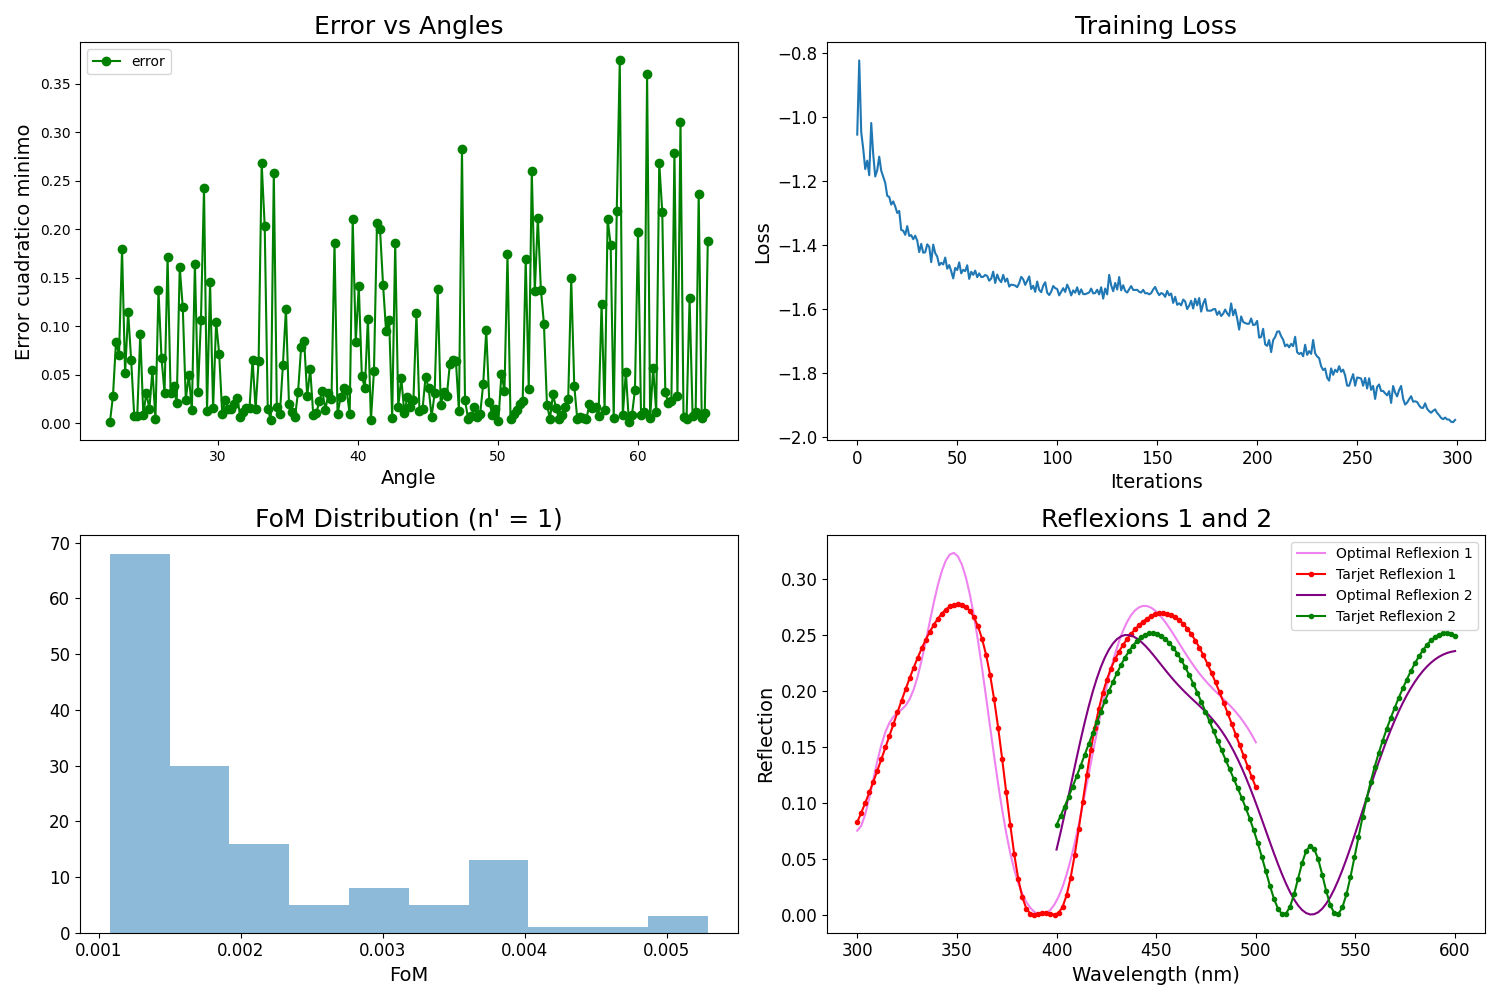 Error vs Angles
error
Error cuadratico minimo
0.35
0.30
0.25
0.20
0.15
0.10
0.05
0.00
30 40 50 60
Angle
Training Loss
Loss
−0.8
−1.0
−1.2
−1.4
−1.6
−1.8
−2.0
0 50 100 150 200 250 300
Iterations
FoM Distribution (n' = 1)
70
60
50
40
30
20
10
0
0.001 0.002 0.003 0.004 0.005
FoM
Reflexions 1 and 2
Optimal Reflexion 1
Tarjet Reflexion 1
Optimal Reflexion 2
Tarjet Reflexion 2
Reflection
0.30
0.25
0.20
0.15
0.10
0.05
0.00
300 350 400 450 500 550 600
Wavelength (nm)